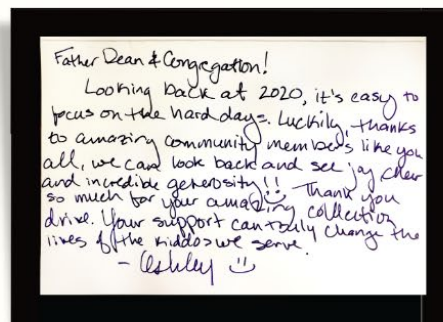 Father Dean & Congregation!
Looking back at 2020, it's easy to
focus on the hard days. Luckily, thanks
to amazing community members like you
all, we can look back and see joy, cheer
and incredible generosity!! Thank you
so much for your amazing collection
drive. Your support can truly change the
lives of the kiddos we serve.
- Ashley